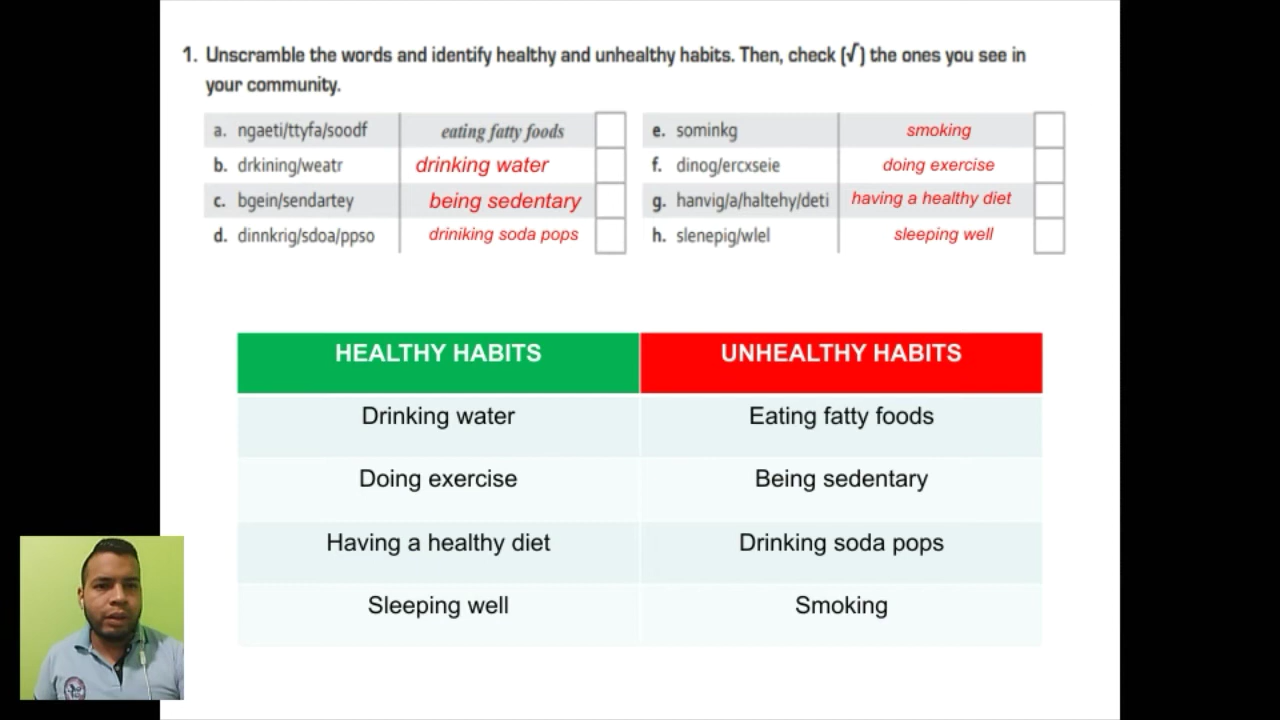 1. Unscramble the words and identify healthy and unhealthy habits. Then, check (√) the ones you see in
your community.
a. ngaeti/ttyfa/soodf eating fatty foods
b. drkining/weatr drinking water
c. bgein/sendartey being sedentary
d. dinnkrig/sdoa/ppso driniking soda pops
e. sominkg smoking
f. dinog/ercxseie doing exercise
g. hanvig/a/haltehy/deti having a healthy diet
h. slenepig/wlel sleeping well
HEALTHY HABITS UNHEALTHY HABITS
Drinking water Eating fatty foods
Doing exercise Being sedentary
Having a healthy diet Drinking soda pops
Sleeping well Smoking